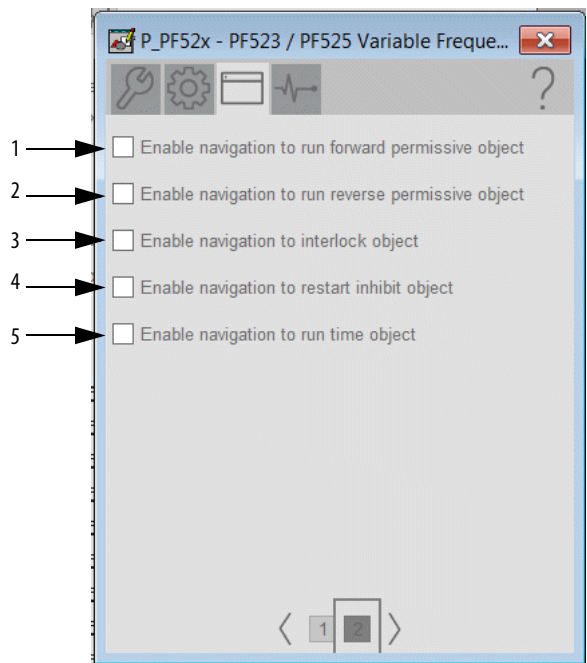 P_PF52x - PF523 / PF525 Variable Freque...
?
1 Enable navigation to run forward permissive object
2 Enable navigation to run reverse permissive object
3 Enable navigation to interlock object
4 Enable navigation to restart inhibit object
5 Enable navigation to run time object
1 2